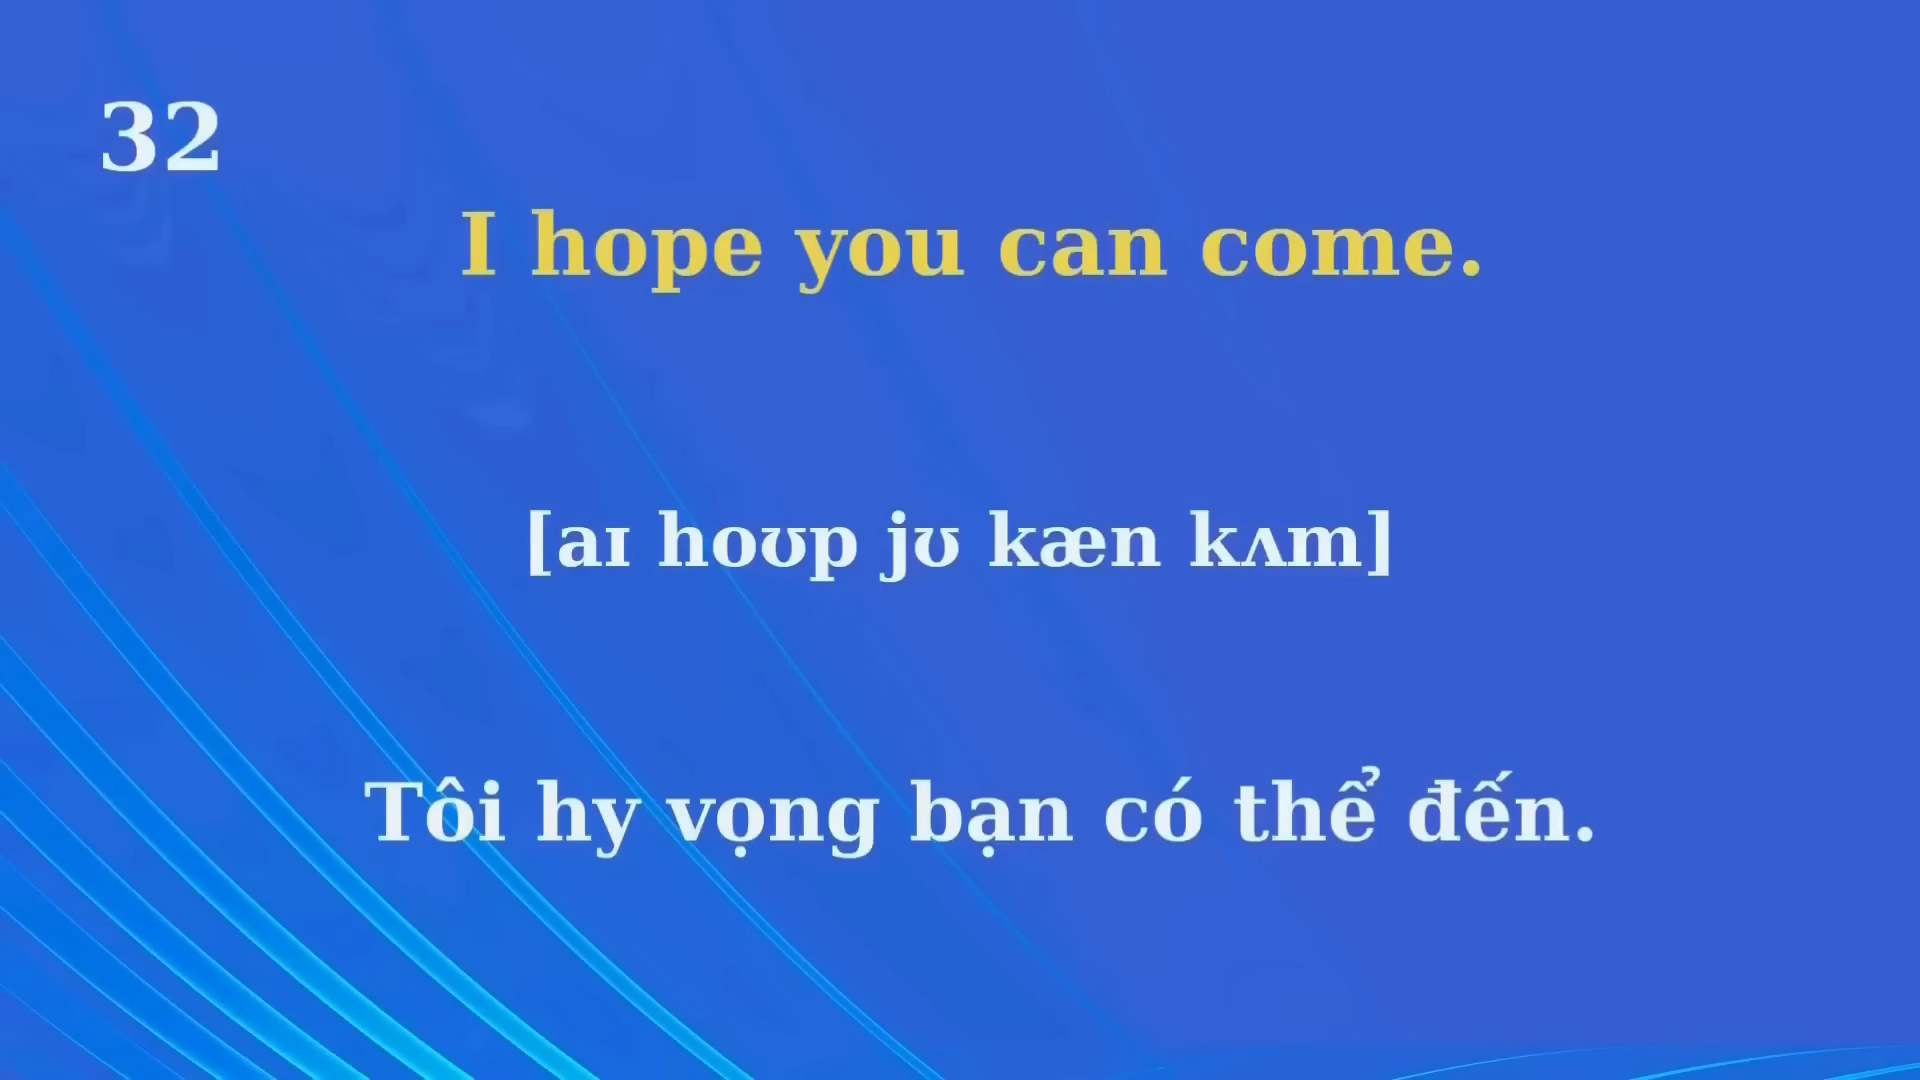 32
I hope you can come.
[aɪ hoʊp jʊ kæn kʌm]
Tôi hy vọng bạn có thể đến.